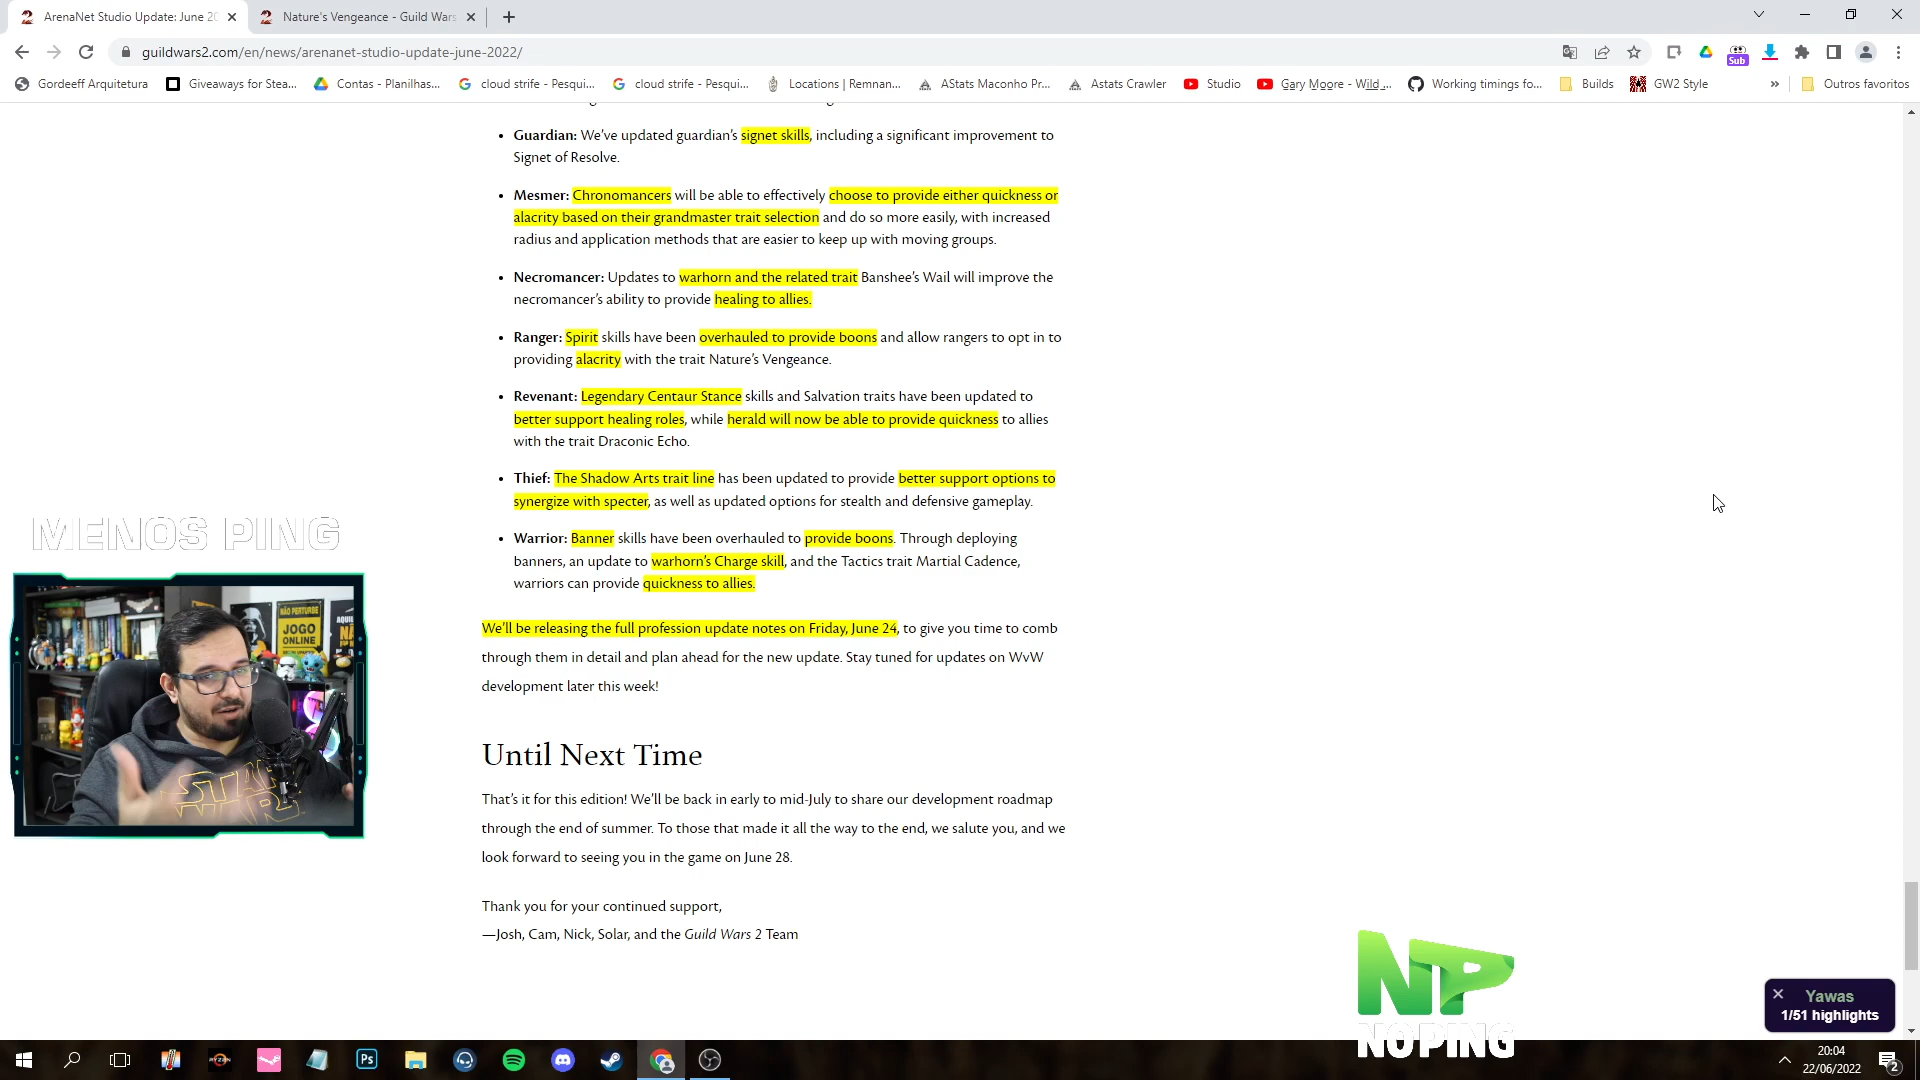 ArenaNet Studio Update: June 20
Nature's Vengeance - Guild Wars
guildwars2.com/en/news/arenanet-studio-update-june-2022/
Sub
Gordeeff Arquitetura
Giveaways for Stea...
Contas - Planilhas...
cloud strife - Pesqui...
cloud strife - Pesqui...
Locations | Remnan...
AStats Maconho Pr...
Astats Crawler
Studio
Gary Moore - Wild ...
Working timings fo...
Builds
GW2 Style
»
Outros favoritos
• Guardian: We've updated guardian's signet skills, including a significant improvement to
Signet of Resolve.
• Mesmer: Chronomancers will be able to effectively choose to provide either quickness or
alacrity based on their grandmaster trait selection and do so more easily, with increased
radius and application methods that are easier to keep up with moving groups.
• Necromancer: Updates to warhorn and the related trait Banshee's Wail will improve the
necromancer's ability to provide healing to allies.
• Ranger: Spirit skills have been overhauled to provide boons and allow rangers to opt in to
providing alacrity with the trait Nature's Vengeance.
• Revenant: Legendary Centaur Stance skills and Salvation traits have been updated to
better support healing roles, while herald will now be able to provide quickness to allies
with the trait Draconic Echo.
• Thief: The Shadow Arts trait line has been updated to provide better support options to
synergize with specter, as well as updated options for stealth and defensive gameplay.
• Warrior: Banner skills have been overhauled to provide boons. Through deploying
banners, an update to warhorn's Charge skill, and the Tactics trait Martial Cadence,
warriors can provide quickness to allies.
We'll be releasing the full profession update notes on Friday, June 24, to give you time to comb
through them in detail and plan ahead for the new update. Stay tuned for updates on WvW
development later this week!
Until Next Time
That's it for this edition! We'll be back in early to mid-July to share our development roadmap
through the end of summer. To those that made it all the way to the end, we salute you, and we
look forward to seeing you in the game on June 28.
Thank you for your continued support,
—Josh, Cam, Nick, Solar, and the Guild Wars 2 Team
MENOS PING
NÃO PERTURBE
JOGO
ONLINE
STAR
WARS
NP
NOPING
Yawas
1/51 highlights
Ps
20:04
22/06/2022
2